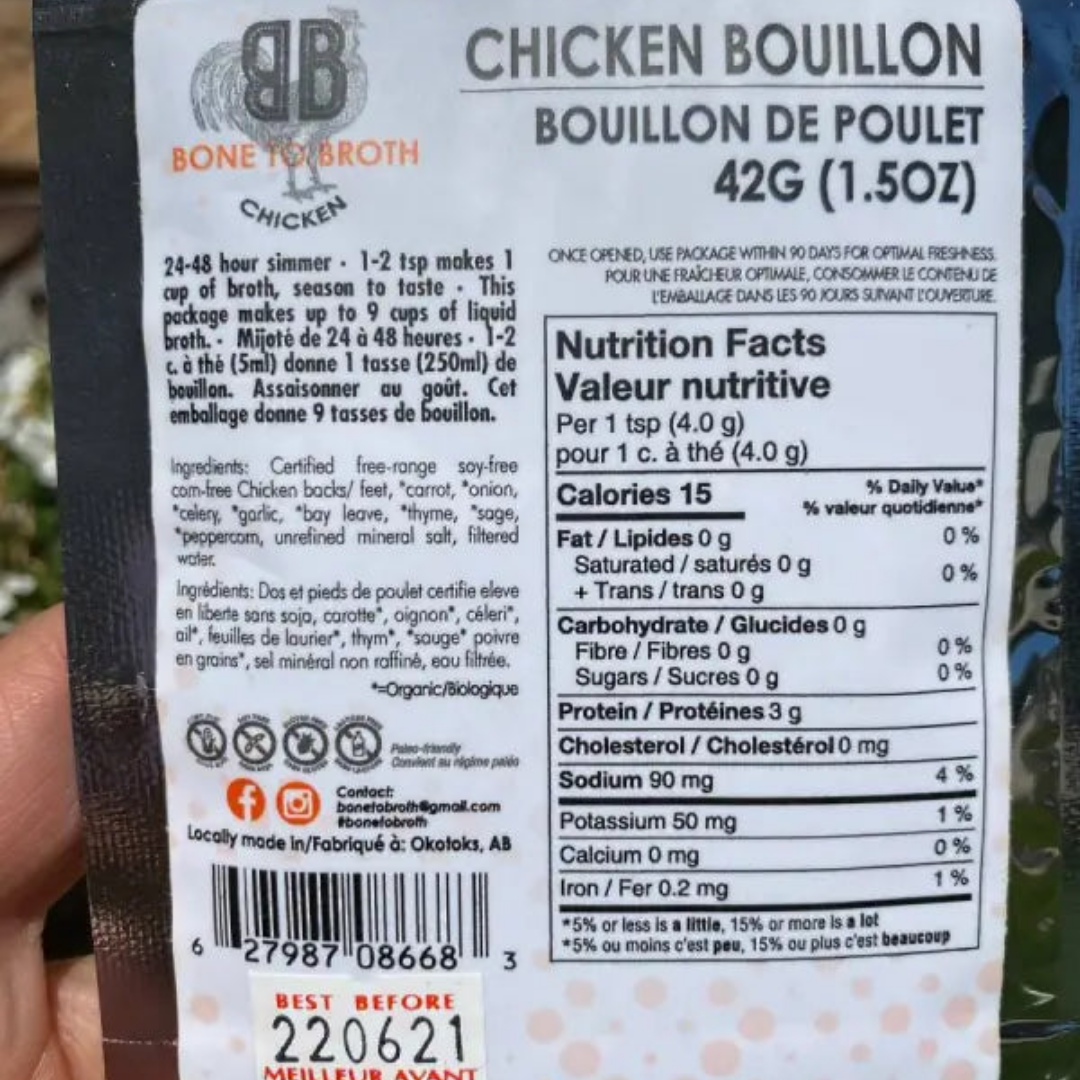 BB
BONE TO BROTH
CHICKEN
CHICKEN BOUILLON
BOUILLON DE POULET
42G (1.5OZ)
24-48 hour simmer · 1-2 tsp makes 1
cup of broth, season to taste · This
package makes up to 9 cups of liquid
broth. · Mijoté de 24 à 48 heures · 1-2
c. à thé (5ml) donne 1 tasse (250ml) de
bouillon. Assaisonner au goût. Cet
emballage donne 9 tasses de bouillon.
Ingredients: Certified free-range soy-free
corn-free Chicken backs/ feet, *carrot, *onion,
*celery, *garlic, *bay leave, *thyme, *sage,
*peppercorn, unrefined mineral salt, filtered
water.
Ingrédients: Dos et pieds de poulet certifie eleve
en liberte sans soja, carotte*, oignon*, céleri*,
ail*, feuilles de laurier*, thym*, *sauge* poivre
en grains*, sel minéral non raffiné, eau filtrée.
*=Organic/Biologique
Paleo-friendly
Convient au régime paléo
Contact:
bonetobroth@gmail.com
#bonetobroth
Locally made in/Fabriqué à: Okotoks, AB
6 27987 08668 3
BEST BEFORE
220621
MEILLEUR AVANT
ONCE OPENED, USE PACKAGE WITHIN 90 DAYS FOR OPTIMAL FRESHNESS.
POUR UNE FRAÎCHEUR OPTIMALE, CONSOMMER LE CONTENU DE
L'EMBALLAGE DANS LES 90 JOURS SUIVANT L'OUVERTURE.
Nutrition Facts
Valeur nutritive
Per 1 tsp (4.0 g)
pour 1 c. à thé (4.0 g)
Calories 15
% Daily Value*
% valeur quotidienne*
Fat / Lipides 0 g 0 %
Saturated / saturés 0 g
+ Trans / trans 0 g 0 %
Carbohydrate / Glucides 0 g
Fibre / Fibres 0 g 0 %
Sugars / Sucres 0 g 0 %
Protein / Protéines 3 g
Cholesterol / Cholestérol 0 mg
Sodium 90 mg 4 %
Potassium 50 mg 1 %
Calcium 0 mg 0 %
Iron / Fer 0.2 mg 1 %
*5% or less is a little, 15% or more is a lot
*5% ou moins c'est peu, 15% ou plus c'est beaucoup